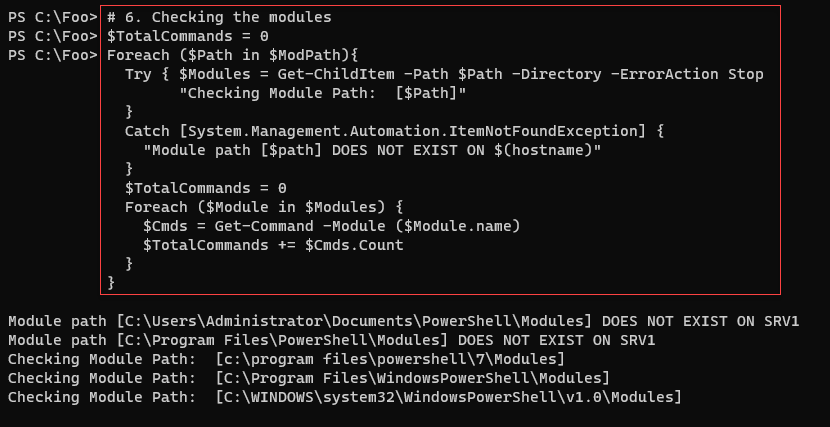 PS C:\Foo> # 6. Checking the modules
PS C:\Foo> $TotalCommands = 0
PS C:\Foo> Foreach ($Path in $ModPath){
  Try { $Modules = Get-ChildItem -Path $Path -Directory -ErrorAction Stop
        "Checking Module Path:  [$Path]"
  }
  Catch [System.Management.Automation.ItemNotFoundException] {
    "Module path [$path] DOES NOT EXIST ON $(hostname)"
  }
  $TotalCommands = 0
  Foreach ($Module in $Modules) {
    $Cmds = Get-Command -Module ($Module.name)
    $TotalCommands += $Cmds.Count
  }
}
Module path [C:\Users\Administrator\Documents\PowerShell\Modules] DOES NOT EXIST ON SRV1
Module path [C:\Program Files\PowerShell\Modules] DOES NOT EXIST ON SRV1
Checking Module Path:  [c:\program files\powershell\7\Modules]
Checking Module Path:  [C:\Program Files\WindowsPowerShell\Modules]
Checking Module Path:  [C:\WINDOWS\system32\WindowsPowerShell\v1.0\Modules]